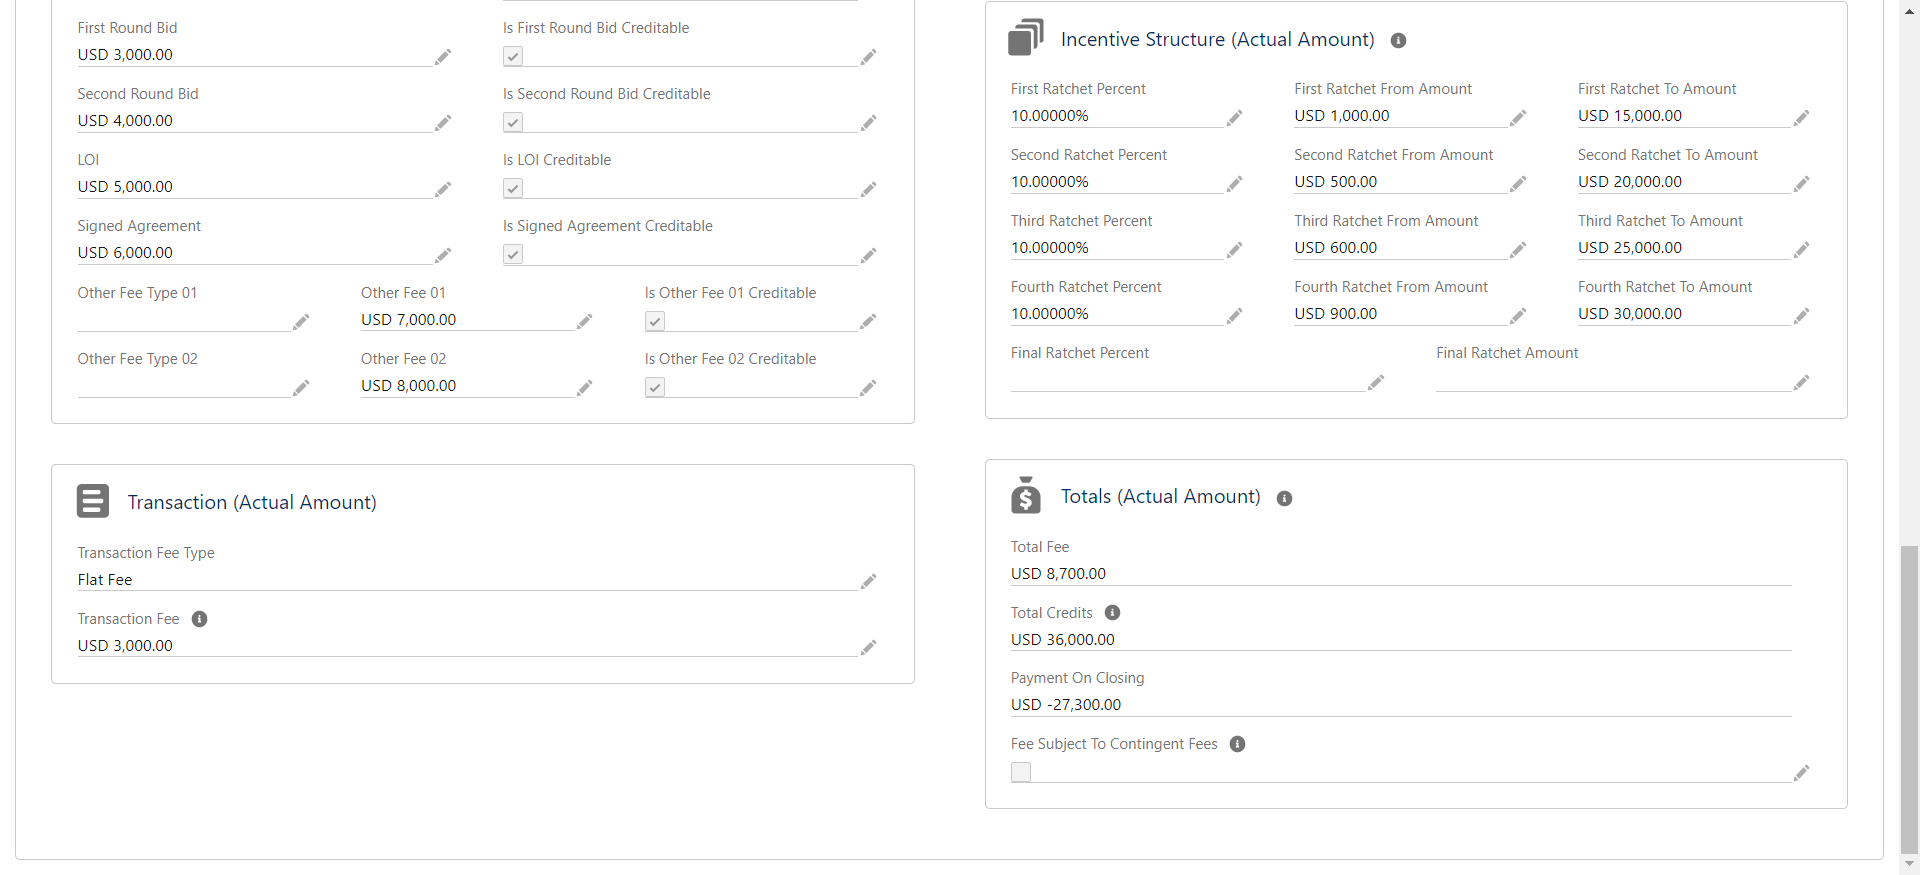 First Round Bid
USD 3,000.00
Is First Round Bid Creditable
Second Round Bid
USD 4,000.00
Is Second Round Bid Creditable
LOI
USD 5,000.00
Is LOI Creditable
Signed Agreement
USD 6,000.00
Is Signed Agreement Creditable
Other Fee Type 01
Other Fee 01
USD 7,000.00
Is Other Fee 01 Creditable
Other Fee Type 02
Other Fee 02
USD 8,000.00
Is Other Fee 02 Creditable
Transaction (Actual Amount)
Transaction Fee Type
Flat Fee
Transaction Fee
USD 3,000.00
Incentive Structure (Actual Amount)
First Ratchet Percent
10.00000%
First Ratchet From Amount
USD 1,000.00
First Ratchet To Amount
USD 15,000.00
Second Ratchet Percent
10.00000%
Second Ratchet From Amount
USD 500.00
Second Ratchet To Amount
USD 20,000.00
Third Ratchet Percent
10.00000%
Third Ratchet From Amount
USD 600.00
Third Ratchet To Amount
USD 25,000.00
Fourth Ratchet Percent
10.00000%
Fourth Ratchet From Amount
USD 900.00
Fourth Ratchet To Amount
USD 30,000.00
Final Ratchet Percent
Final Ratchet Amount
Totals (Actual Amount)
Total Fee
USD 8,700.00
Total Credits
USD 36,000.00
Payment On Closing
USD -27,300.00
Fee Subject To Contingent Fees